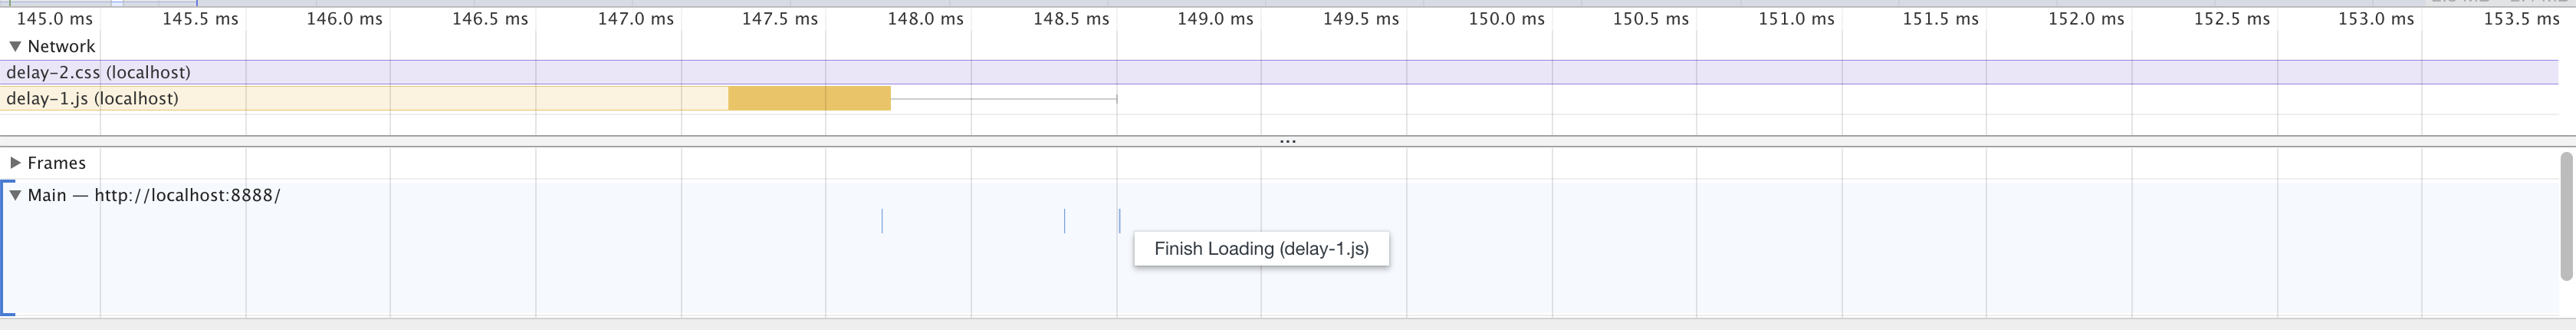 145.0 ms 145.5 ms 146.0 ms 146.5 ms 147.0 ms 147.5 ms 148.0 ms 148.5 ms 149.0 ms 149.5 ms 150.0 ms 150.5 ms 151.0 ms 151.5 ms 152.0 ms 152.5 ms 153.0 ms 153.5 ms
▼ Network
delay-2.css (localhost)
delay-1.js (localhost)
...
▶ Frames
▼ Main — http://localhost:8888/
Finish Loading (delay-1.js)